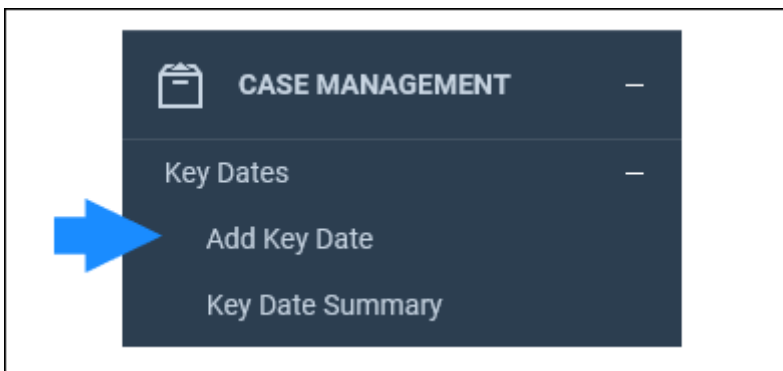 CASE MANAGEMENT
Key Dates
Add Key Date
Key Date Summary